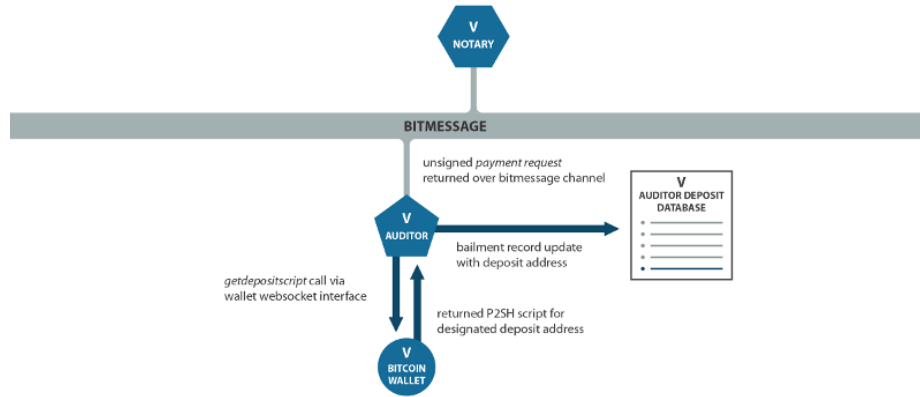 V
NOTARY
BITMESSAGE
unsigned payment request
returned over bitmessage channel
V
AUDITOR DEPOSIT
DATABASE
V
AUDITOR
bailment record update
with deposit address
getdepositscript call via
wallet websocket interface
returned P2SH script for
designated deposit address
V
BITCOIN
WALLET